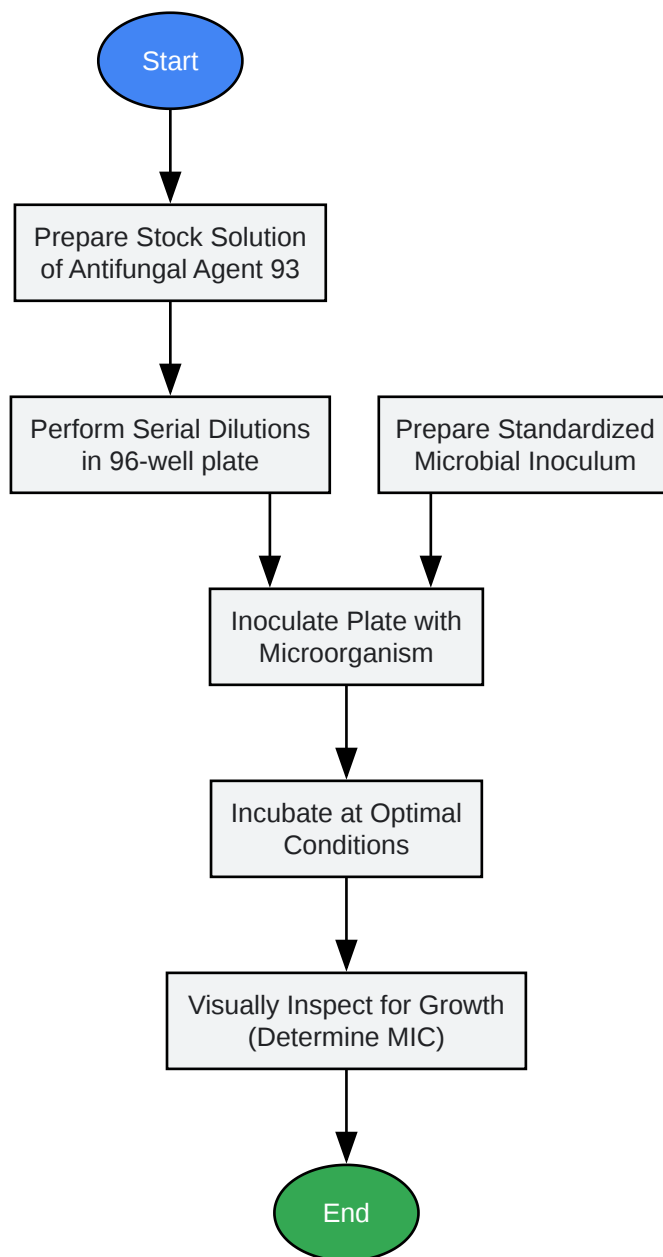 Start
Prepare Stock Solution
of Antifungal Agent 93
Perform Serial Dilutions
in 96-well plate
Prepare Standardized
Microbial Inoculum
Inoculate Plate with
Microorganism
Incubate at Optimal
Conditions
Visually Inspect for Growth
(Determine MIC)
End